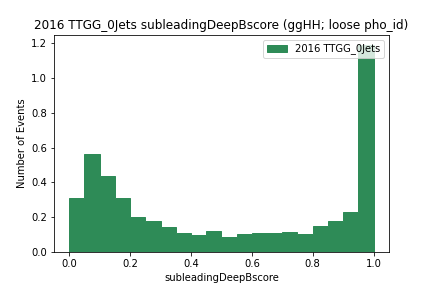 2016 TTGG_0Jets subleadingDeepBscore (ggHH; loose pho_id)
2016 TTGG_0Jets
Number of Events
1.2
1.0
0.8
0.6
0.4
0.2
0.0
0.0 0.2 0.4 0.6 0.8 1.0
subleadingDeepBscore